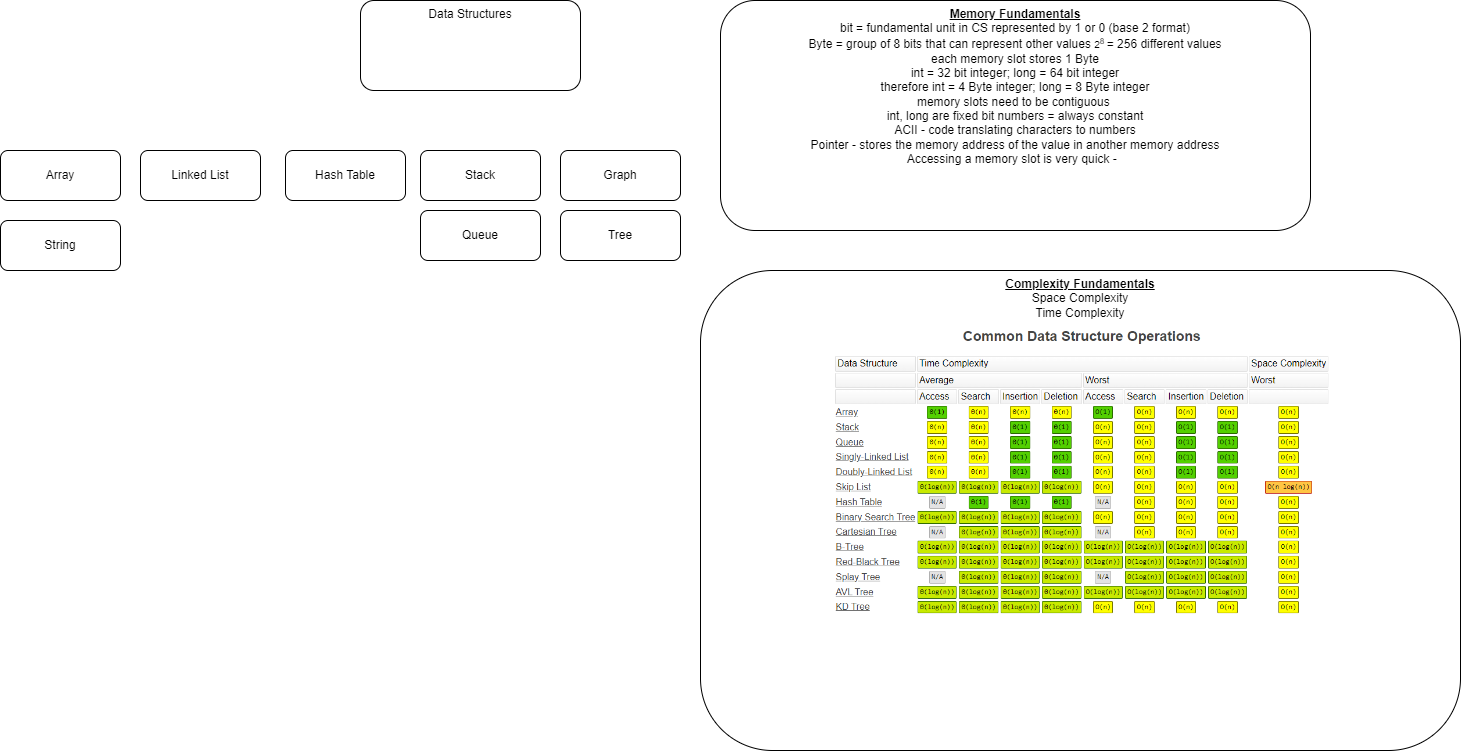 Data Structures
Array
Linked List
Hash Table
Stack
Graph
String
Queue
Tree
Memory Fundamentals
bit = fundamental unit in CS represented by 1 or 0 (base 2 format)
Byte = group of 8 bits that can represent other values 2⁸ = 256 different values
each memory slot stores 1 Byte
int = 32 bit integer; long = 64 bit integer
therefore int = 4 Byte integer; long = 8 Byte integer
memory slots need to be contiguous
int, long are fixed bit numbers = always constant
ACII - code translating characters to numbers
Pointer - stores the memory address of the value in another memory address
Accessing a memory slot is very quick -
Complexity Fundamentals
Space Complexity
Time Complexity
Common Data Structure Operations
Data Structure Time Complexity Space Complexity
Average Worst Worst
Access Search Insertion Deletion Access Search Insertion Deletion
Array Θ(1) Θ(n) Θ(n) Θ(n) O(1) O(n) O(n) O(n) O(n)
Stack Θ(n) Θ(n) Θ(1) Θ(1) O(n) O(n) O(1) O(1) O(n)
Queue Θ(n) Θ(n) Θ(1) Θ(1) O(n) O(n) O(1) O(1) O(n)
Singly-Linked List Θ(n) Θ(n) Θ(1) Θ(1) O(n) O(n) O(1) O(1) O(n)
Doubly-Linked List Θ(n) Θ(n) Θ(1) Θ(1) O(n) O(n) O(1) O(1) O(n)
Skip List Θ(log(n)) Θ(log(n)) Θ(log(n)) Θ(log(n)) O(n) O(n) O(n) O(n) O(n log(n))
Hash Table N/A Θ(1) Θ(1) Θ(1) N/A O(n) O(n) O(n) O(n)
Binary Search Tree Θ(log(n)) Θ(log(n)) Θ(log(n)) Θ(log(n)) O(n) O(n) O(n) O(n) O(n)
Cartesian Tree N/A Θ(log(n)) Θ(log(n)) Θ(log(n)) N/A O(n) O(n) O(n) O(n)
B-Tree Θ(log(n)) Θ(log(n)) Θ(log(n)) Θ(log(n)) O(log(n)) O(log(n)) O(log(n)) O(log(n)) O(n)
Red-Black Tree Θ(log(n)) Θ(log(n)) Θ(log(n)) Θ(log(n)) O(log(n)) O(log(n)) O(log(n)) O(log(n)) O(n)
Splay Tree N/A Θ(log(n)) Θ(log(n)) Θ(log(n)) N/A O(log(n)) O(log(n)) O(log(n)) O(n)
AVL Tree Θ(log(n)) Θ(log(n)) Θ(log(n)) Θ(log(n)) O(log(n)) O(log(n)) O(log(n)) O(log(n)) O(n)
KD Tree Θ(log(n)) Θ(log(n)) Θ(log(n)) Θ(log(n)) O(n) O(n) O(n) O(n) O(n)